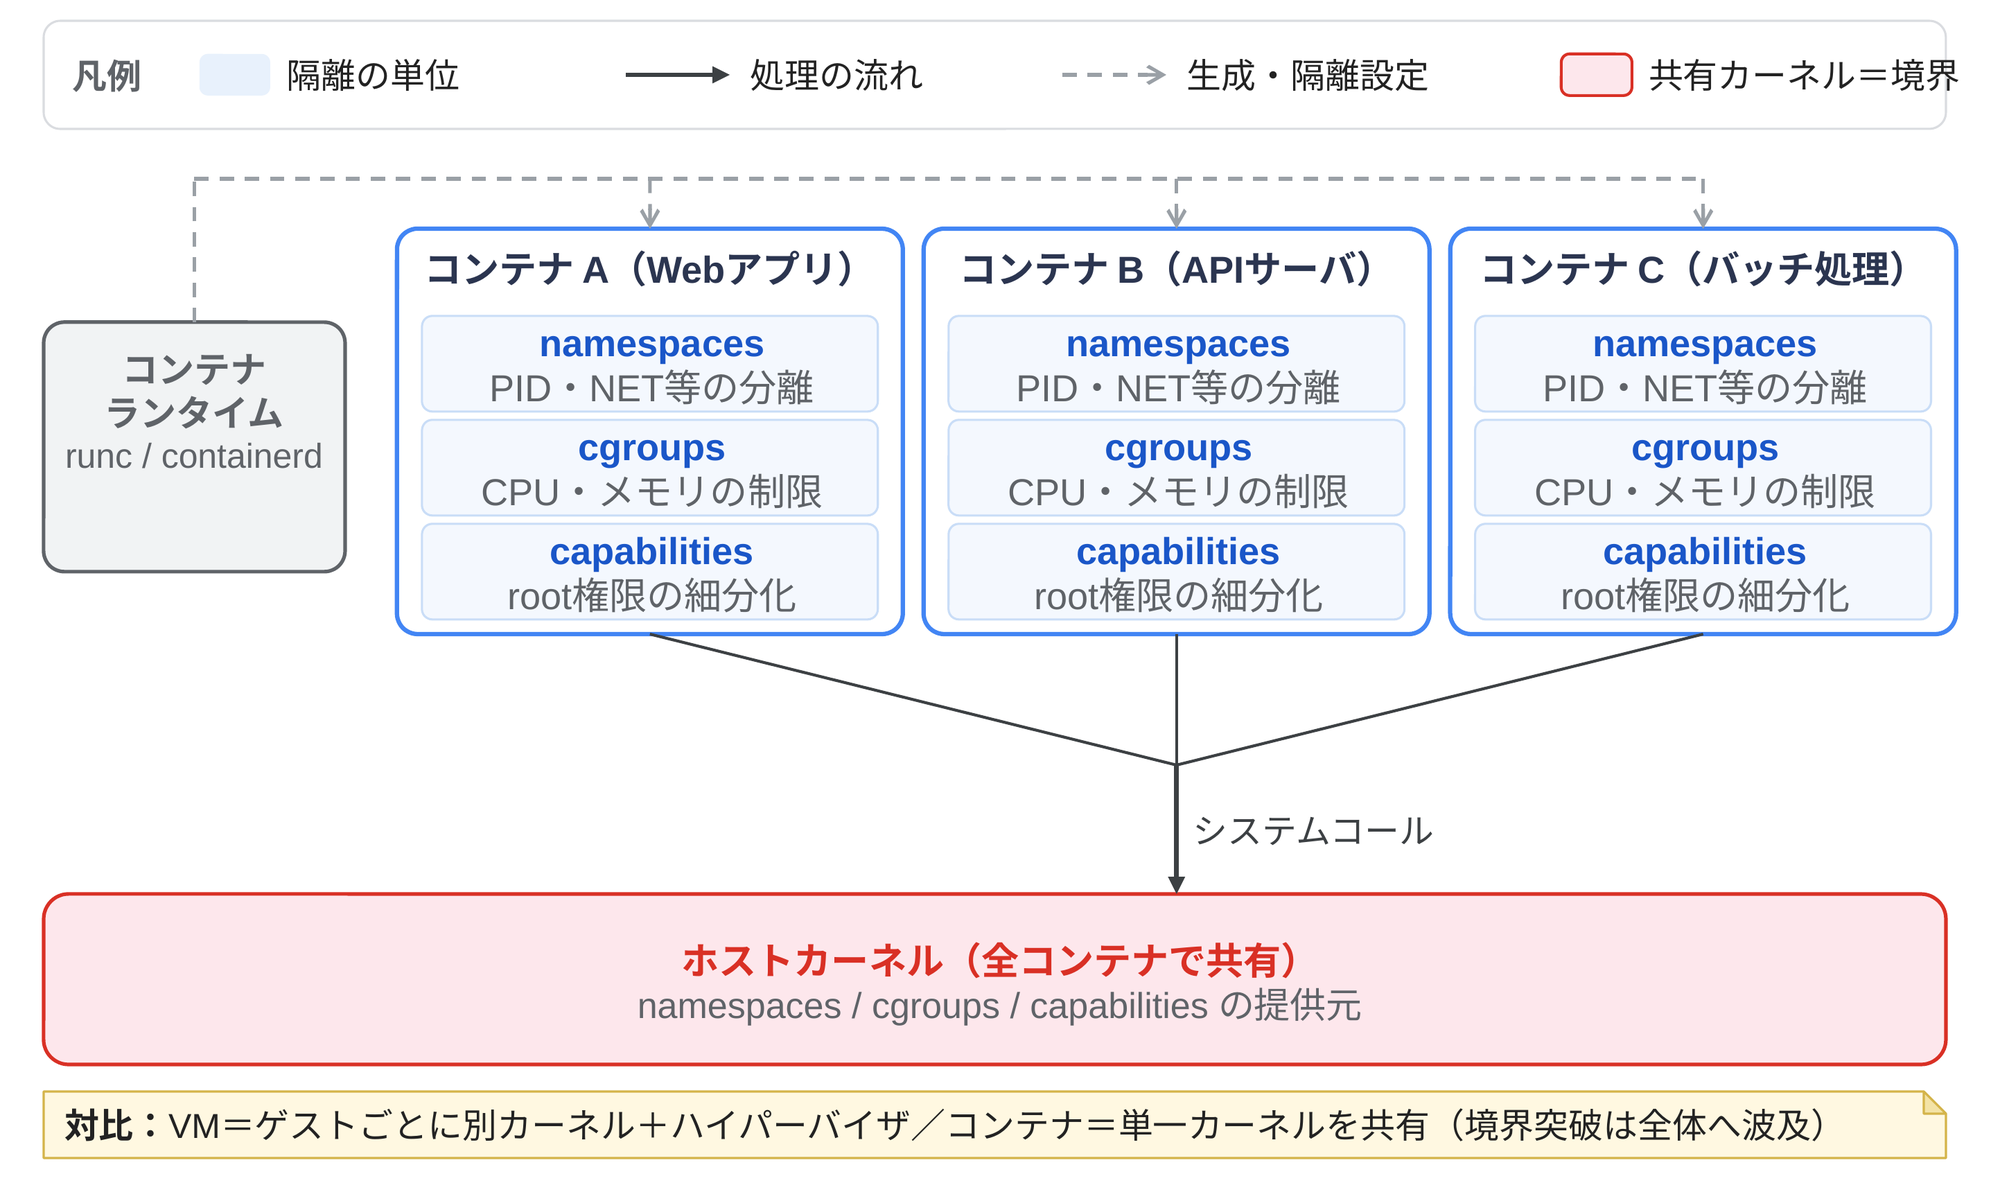 凡例
隔離の単位
処理の流れ
生成・隔離設定
共有カーネル＝境界
コンテナ
ランタイム
runc / containerd
コンテナ A（Webアプリ）
namespaces
PID・NET等の分離
cgroups
CPU・メモリの制限
capabilities
root権限の細分化
コンテナ B（APIサーバ）
namespaces
PID・NET等の分離
cgroups
CPU・メモリの制限
capabilities
root権限の細分化
コンテナ C（バッチ処理）
namespaces
PID・NET等の分離
cgroups
CPU・メモリの制限
capabilities
root権限の細分化
システムコール
ホストカーネル（全コンテナで共有）
namespaces / cgroups / capabilities の提供元
対比：VM＝ゲストごとに別カーネル＋ハイパーバイザ／コンテナ＝単一カーネルを共有（境界突破は全体へ波及）